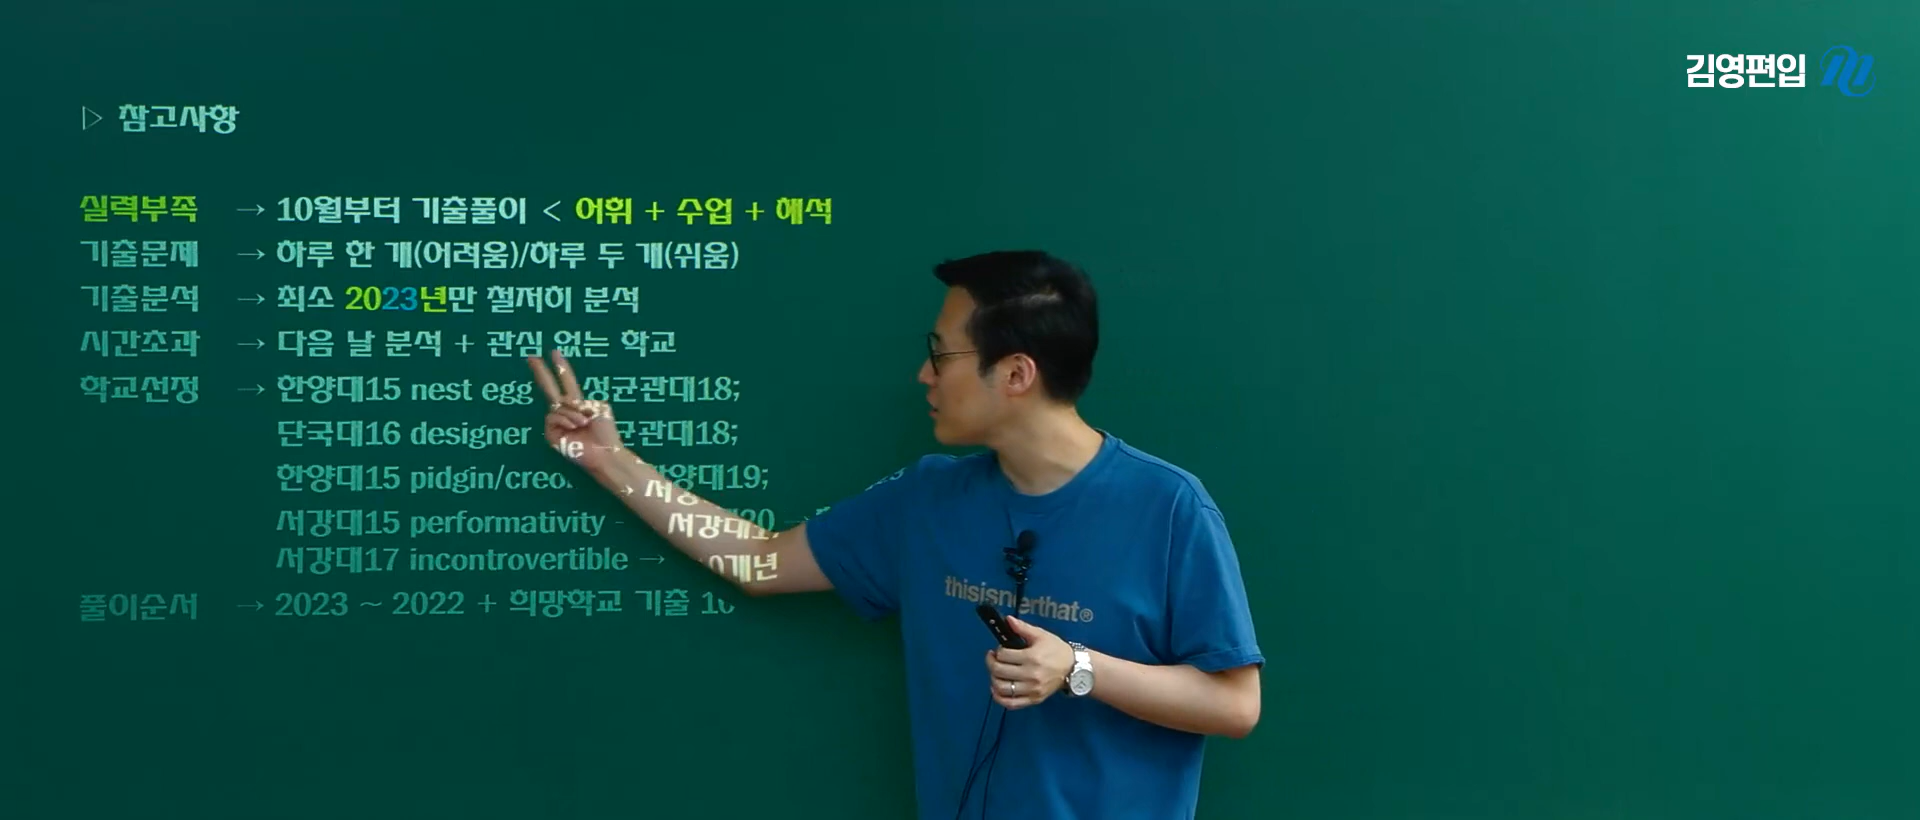 김영편입
▷ 참고사항
실력부족 → 10월부터 기출풀이 < 어휘 + 수업 + 해석
기출문제 → 하루 한 개(어려움)/하루 두 개(쉬움)
기출분석 → 최소 2023년만 철저히 분석
시간초과 → 다음 날 분석 + 관심 없는 학교
학교선정 → 한양대15 nest egg 성균관대18;
단국대16 designer 균관대18;
한양대15 pidgin/creo 양대19;
서강대15 performativity 서강대
서강대17 incontrovertible → 0개년
풀이순서 → 2023 ~ 2022 + 희망학교 기출 10
thisisneverthat®